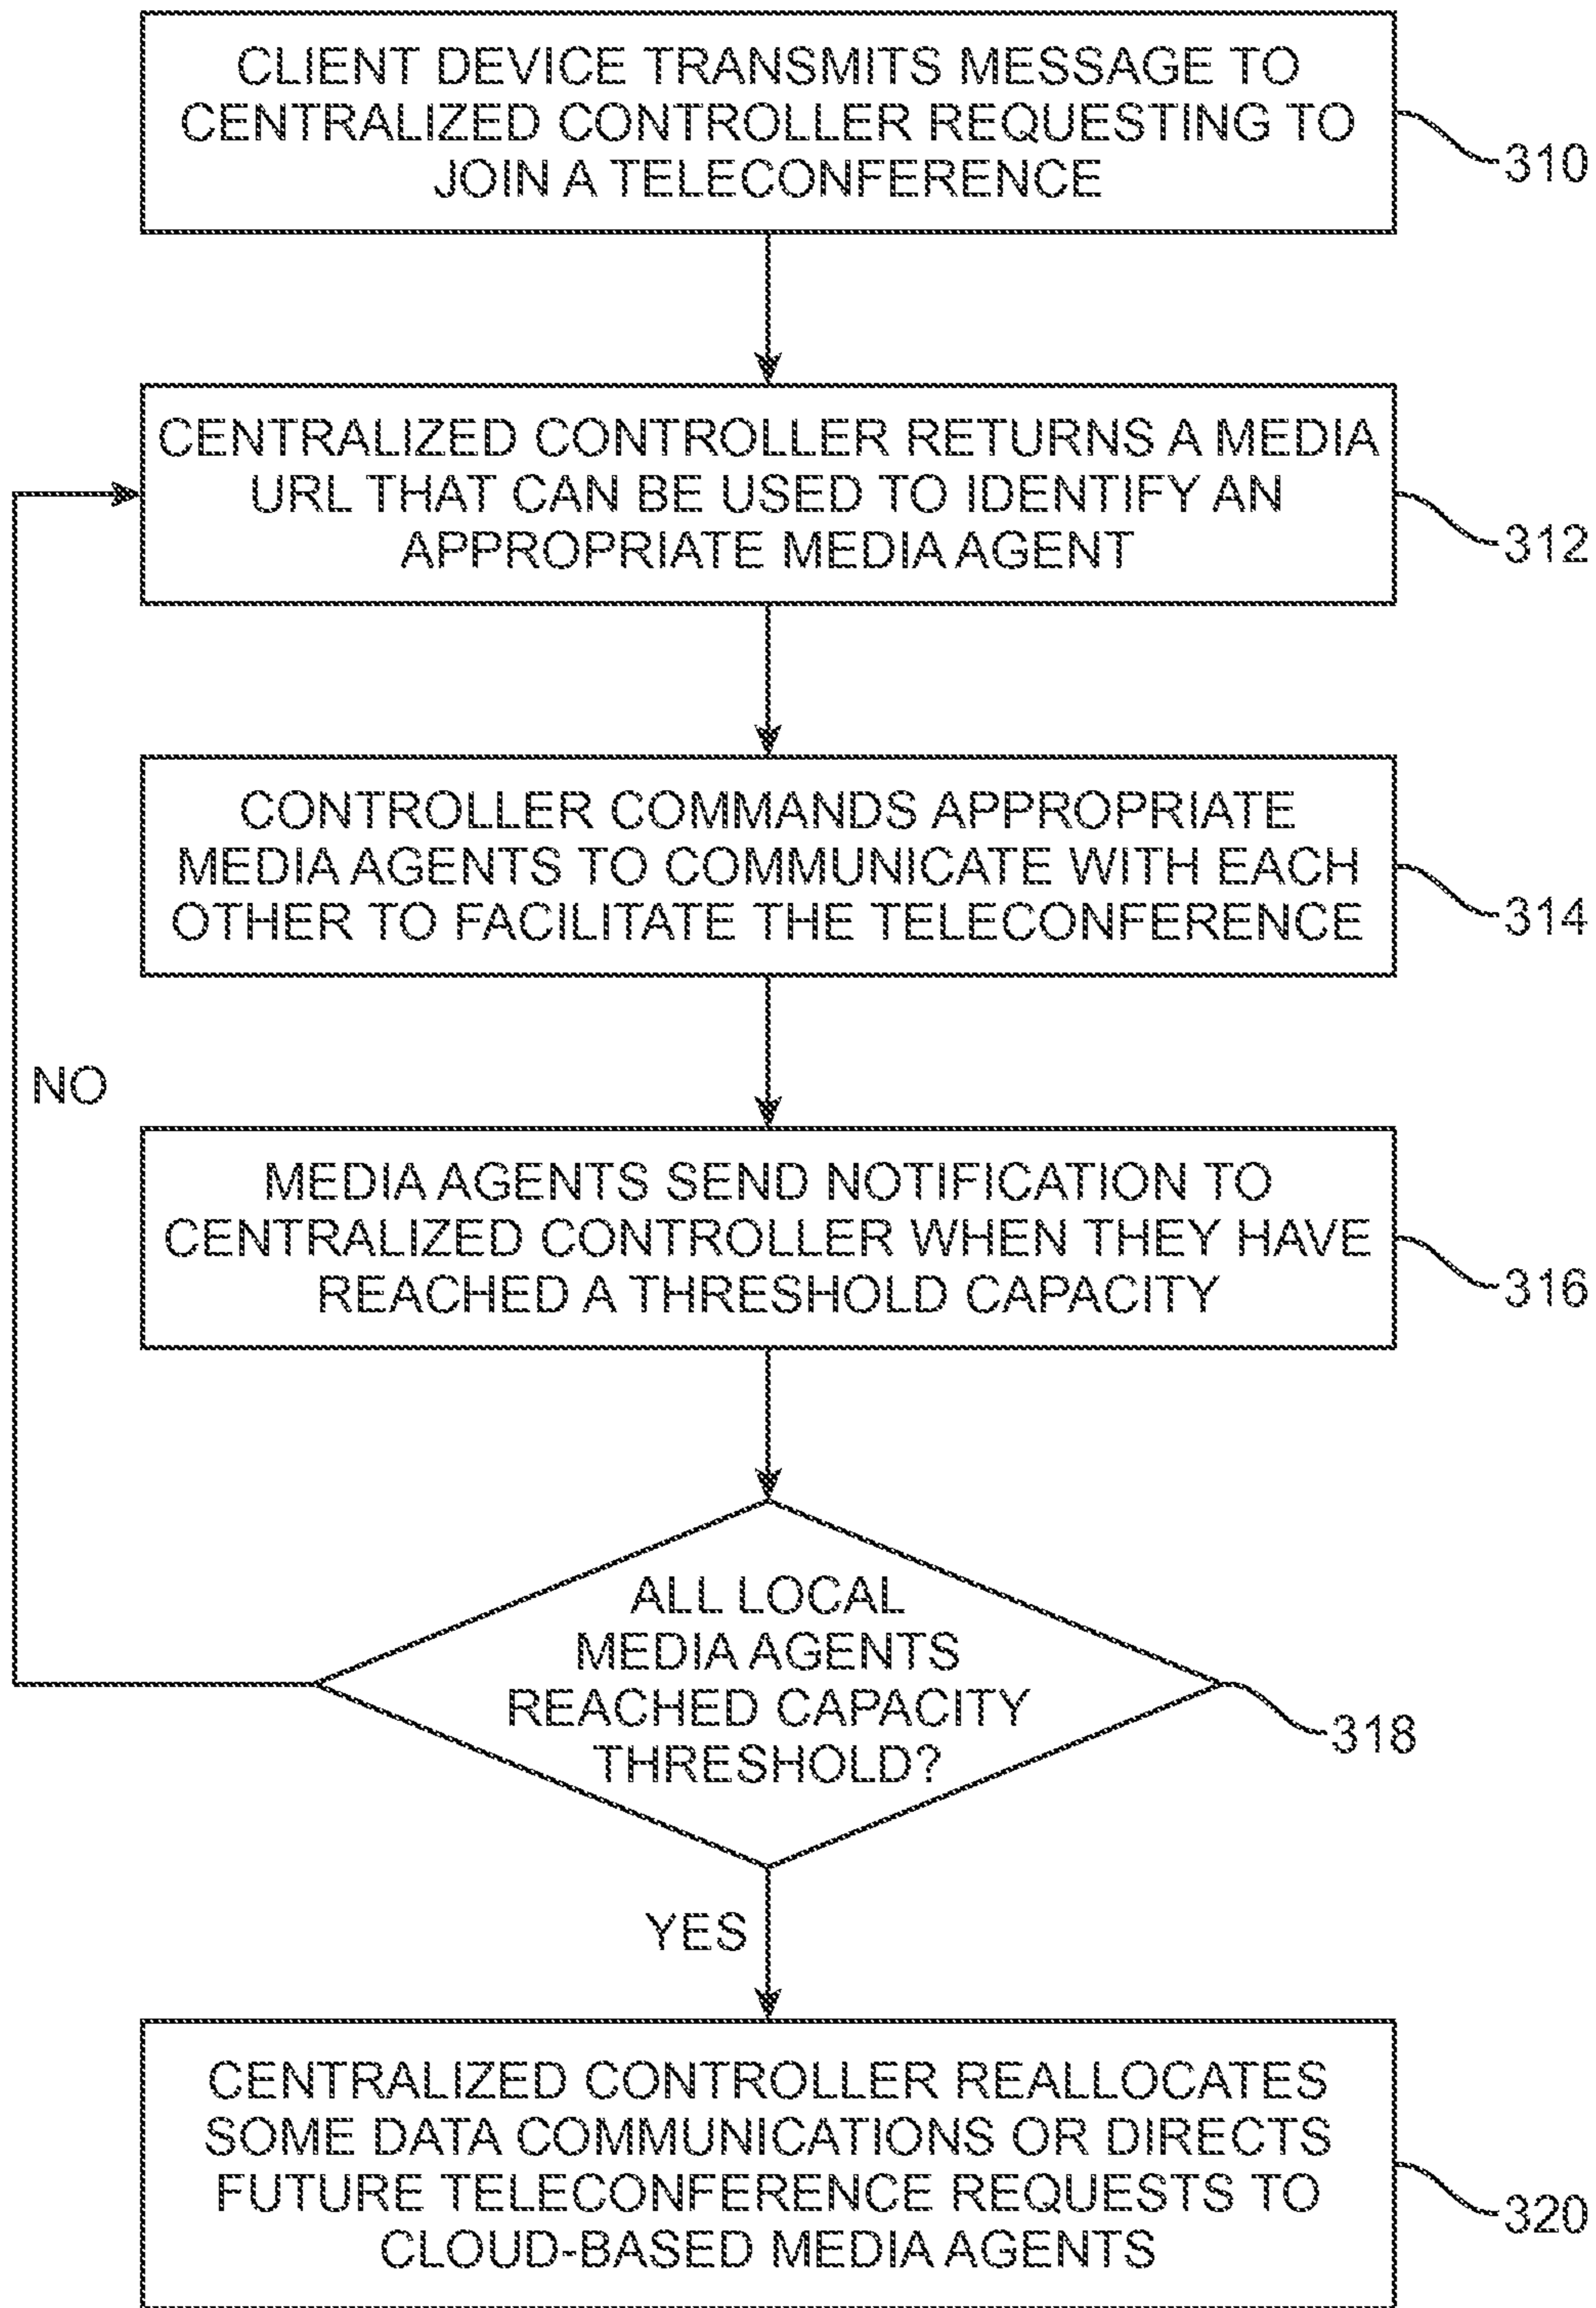 CLIENT DEVICE TRANSMITS MESSAGE TO
CENTRALIZED CONTROLLER REQUESTING TO
JOIN A TELECONFERENCE
310
CENTRALIZED CONTROLLER RETURNS A MEDIA
URL THAT CAN BE USED TO IDENTIFY AN
APPROPRIATE MEDIA AGENT
312
CONTROLLER COMMANDS APPROPRIATE
MEDIA AGENTS TO COMMUNICATE WITH EACH
OTHER TO FACILITATE THE TELECONFERENCE
314
NO
MEDIA AGENTS SEND NOTIFICATION TO
CENTRALIZED CONTROLLER WHEN THEY HAVE
REACHED A THRESHOLD CAPACITY
316
ALL LOCAL
MEDIA AGENTS
REACHED CAPACITY
THRESHOLD?
318
YES
CENTRALIZED CONTROLLER REALLOCATES
SOME DATA COMMUNICATIONS OR DIRECTS
FUTURE TELECONFERENCE REQUESTS TO
CLOUD-BASED MEDIA AGENTS
320